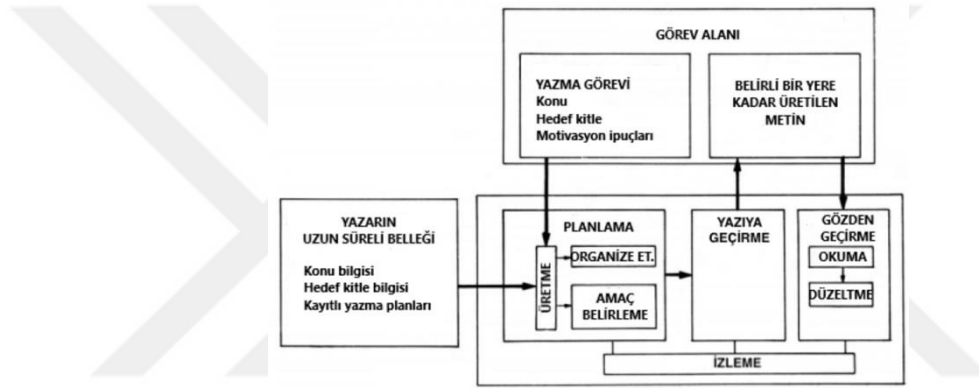 GÖREV ALANI
YAZMA GÖREVİ
Konu
Hedef kitle
Motivasyon ipuçları
BELİRLİ BİR YERE
KADAR ÜRETİLEN
METİN
YAZARIN
UZUN SÜRELİ BELLEĞİ
Konu bilgisi
Hedef kitle bilgisi
Kayıtlı yazma planları
PLANLAMA
ÜRETME
ORGANİZE ET.
AMAÇ
BELİRLEME
YAZIYA
GEÇİRME
GÖZDEN
GEÇİRME
OKUMA
DÜZELTME
İZLEME